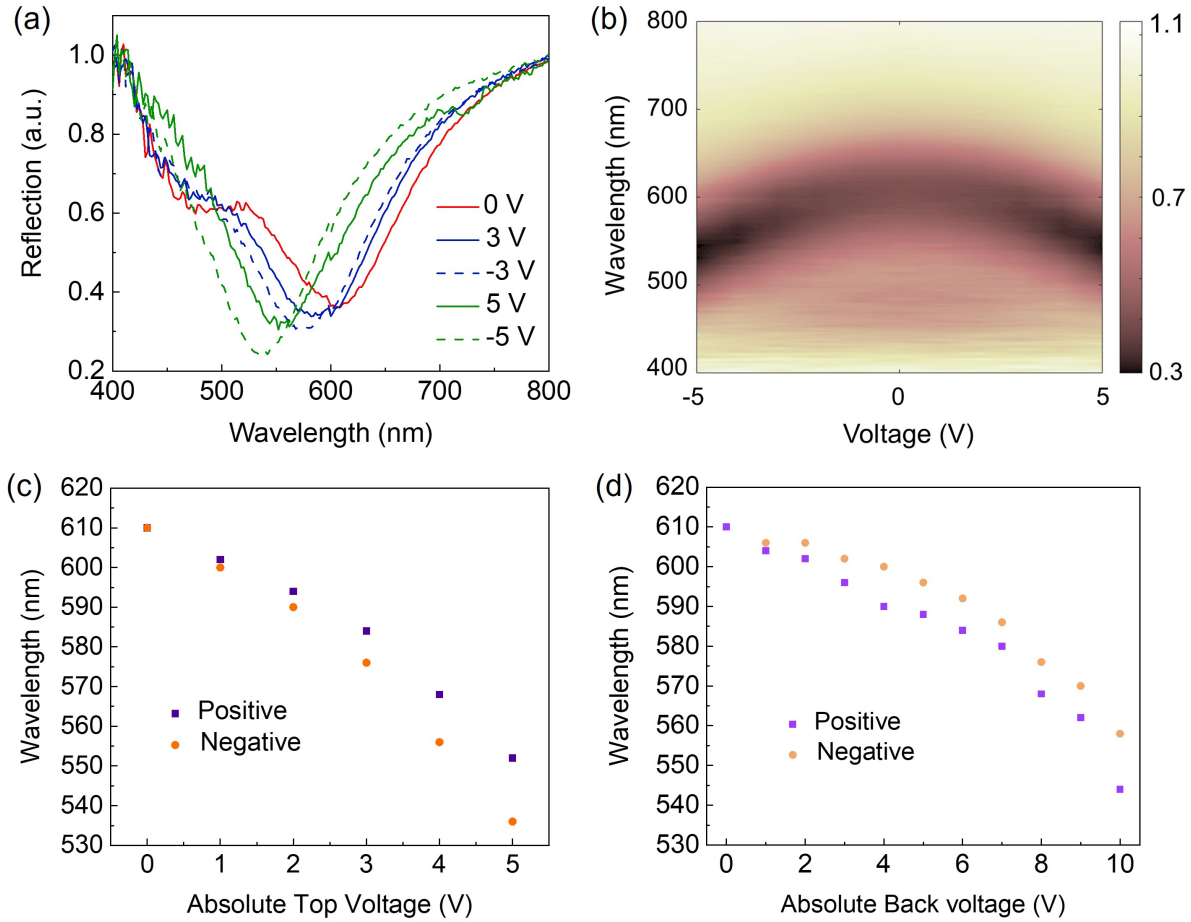 (a)
1.0
0.8
0.6
0.4
0.2
Reflection (a.u.)
0 V
3 V
-3 V
5 V
-5 V
400 500 600 700 800
Wavelength (nm)
(b)
800
700
600
500
400
Wavelength (nm)
-5 0 5
Voltage (V)
1.1
0.7
0.3
(c)
620
610
600
590
580
570
560
550
540
530
Wavelength (nm)
Positive
Negative
0 1 2 3 4 5
Absolute Top Voltage (V)
(d)
620
610
600
590
580
570
560
550
540
530
Wavelength (nm)
Positive
Negative
0 2 4 6 8 10
Absolute Back voltage (V)